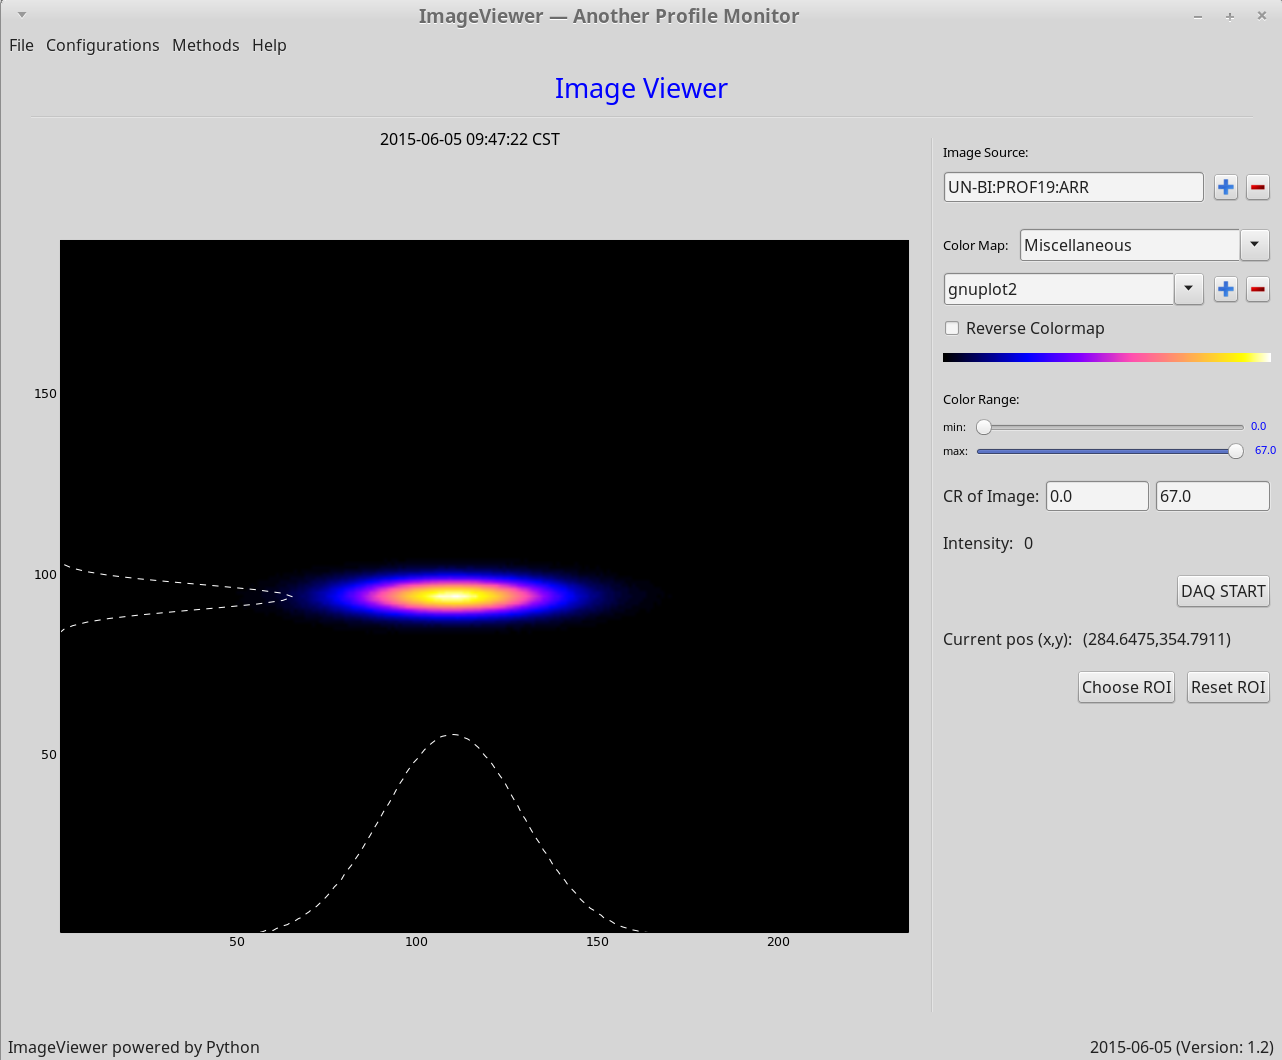 ImageViewer — Another Profile Monitor
File Configurations Methods Help
Image Viewer
2015-06-05 09:47:22 CST
150
100
50
50 100 150 200
Image Source:
UN-BI:PROF19:ARR
Color Map: Miscellaneous
gnuplot2
Reverse Colormap
Color Range:
min: 0.0
max: 67.0
CR of Image: 0.0 67.0
Intensity: 0
DAQ START
Current pos (x,y): (284.6475,354.7911)
Choose ROI Reset ROI
ImageViewer powered by Python 2015-06-05 (Version: 1.2)